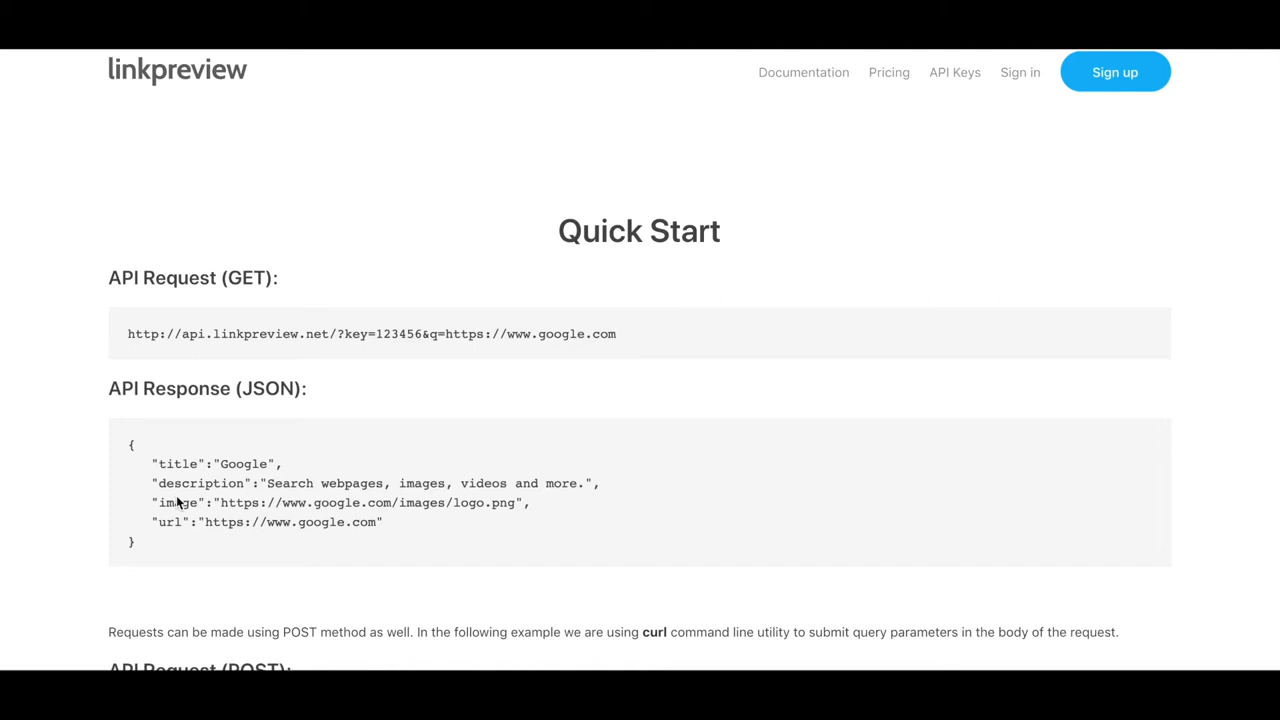 linkpreview
Documentation Pricing API Keys Sign in Sign up
Quick Start
API Request (GET):
http://api.linkpreview.net/?key=123456&q=https://www.google.com
API Response (JSON):
{
"title":"Google",
"description":"Search webpages, images, videos and more.",
"image":"https://www.google.com/images/logo.png",
"url":"https://www.google.com"
}
Requests can be made using POST method as well. In the following example we are using curl command line utility to submit query parameters in the body of the request.
API Request (POST):